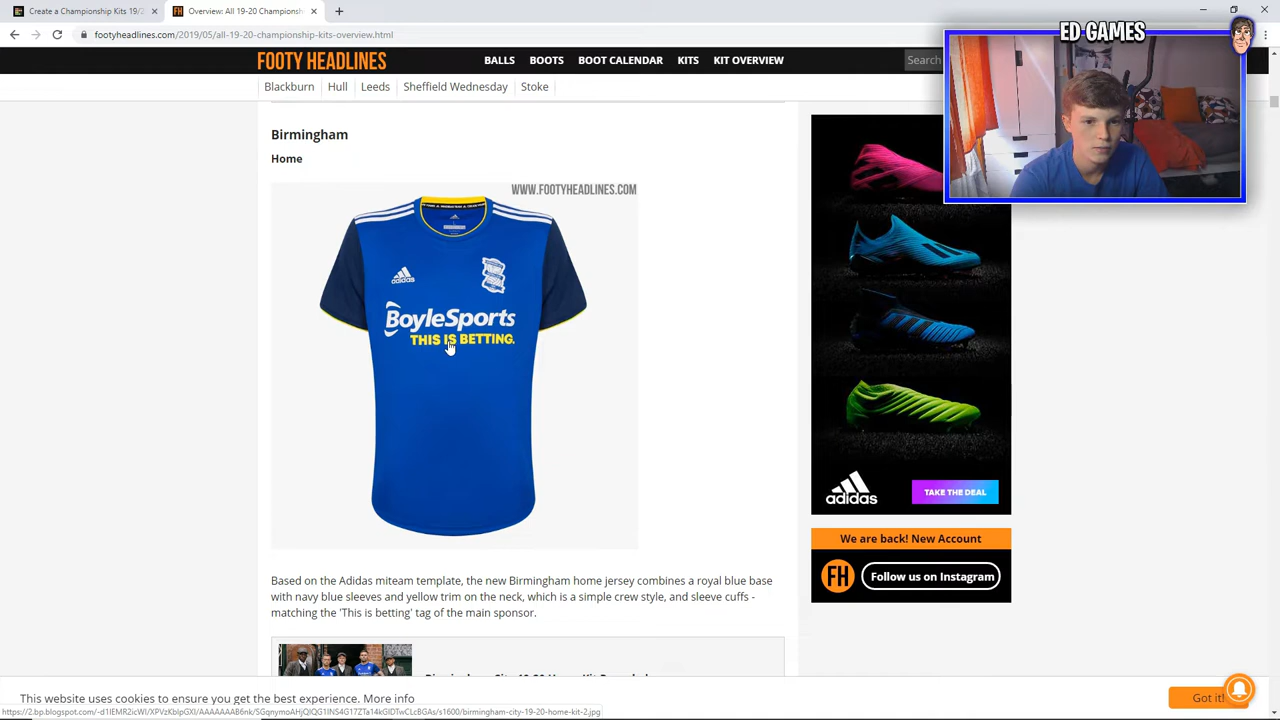 Create a Championship Kits 19/2
Overview: All 19-20 Championsh
footyheadlines.com/2019/05/all-19-20-championship-kits-overview.html
ED GAMES
FOOTY HEADLINES
BALLS
BOOTS
BOOT CALENDAR
KITS
KIT OVERVIEW
Search
Blackburn
Hull
Leeds
Sheffield Wednesday
Stoke
Birmingham
Home
WWW.FOOTYHEADLINES.COM
adidas
BoyleSports
THIS IS BETTING.
adidas
TAKE THE DEAL
We are back! New Account
FH
Follow us on Instagram
Based on the Adidas miteam template, the new Birmingham home jersey combines a royal blue base
with navy blue sleeves and yellow trim on the neck, which is a simple crew style, and sleeve cuffs -
matching the 'This is betting' tag of the main sponsor.
This website uses cookies to ensure you get the best experience. More info
Got it!